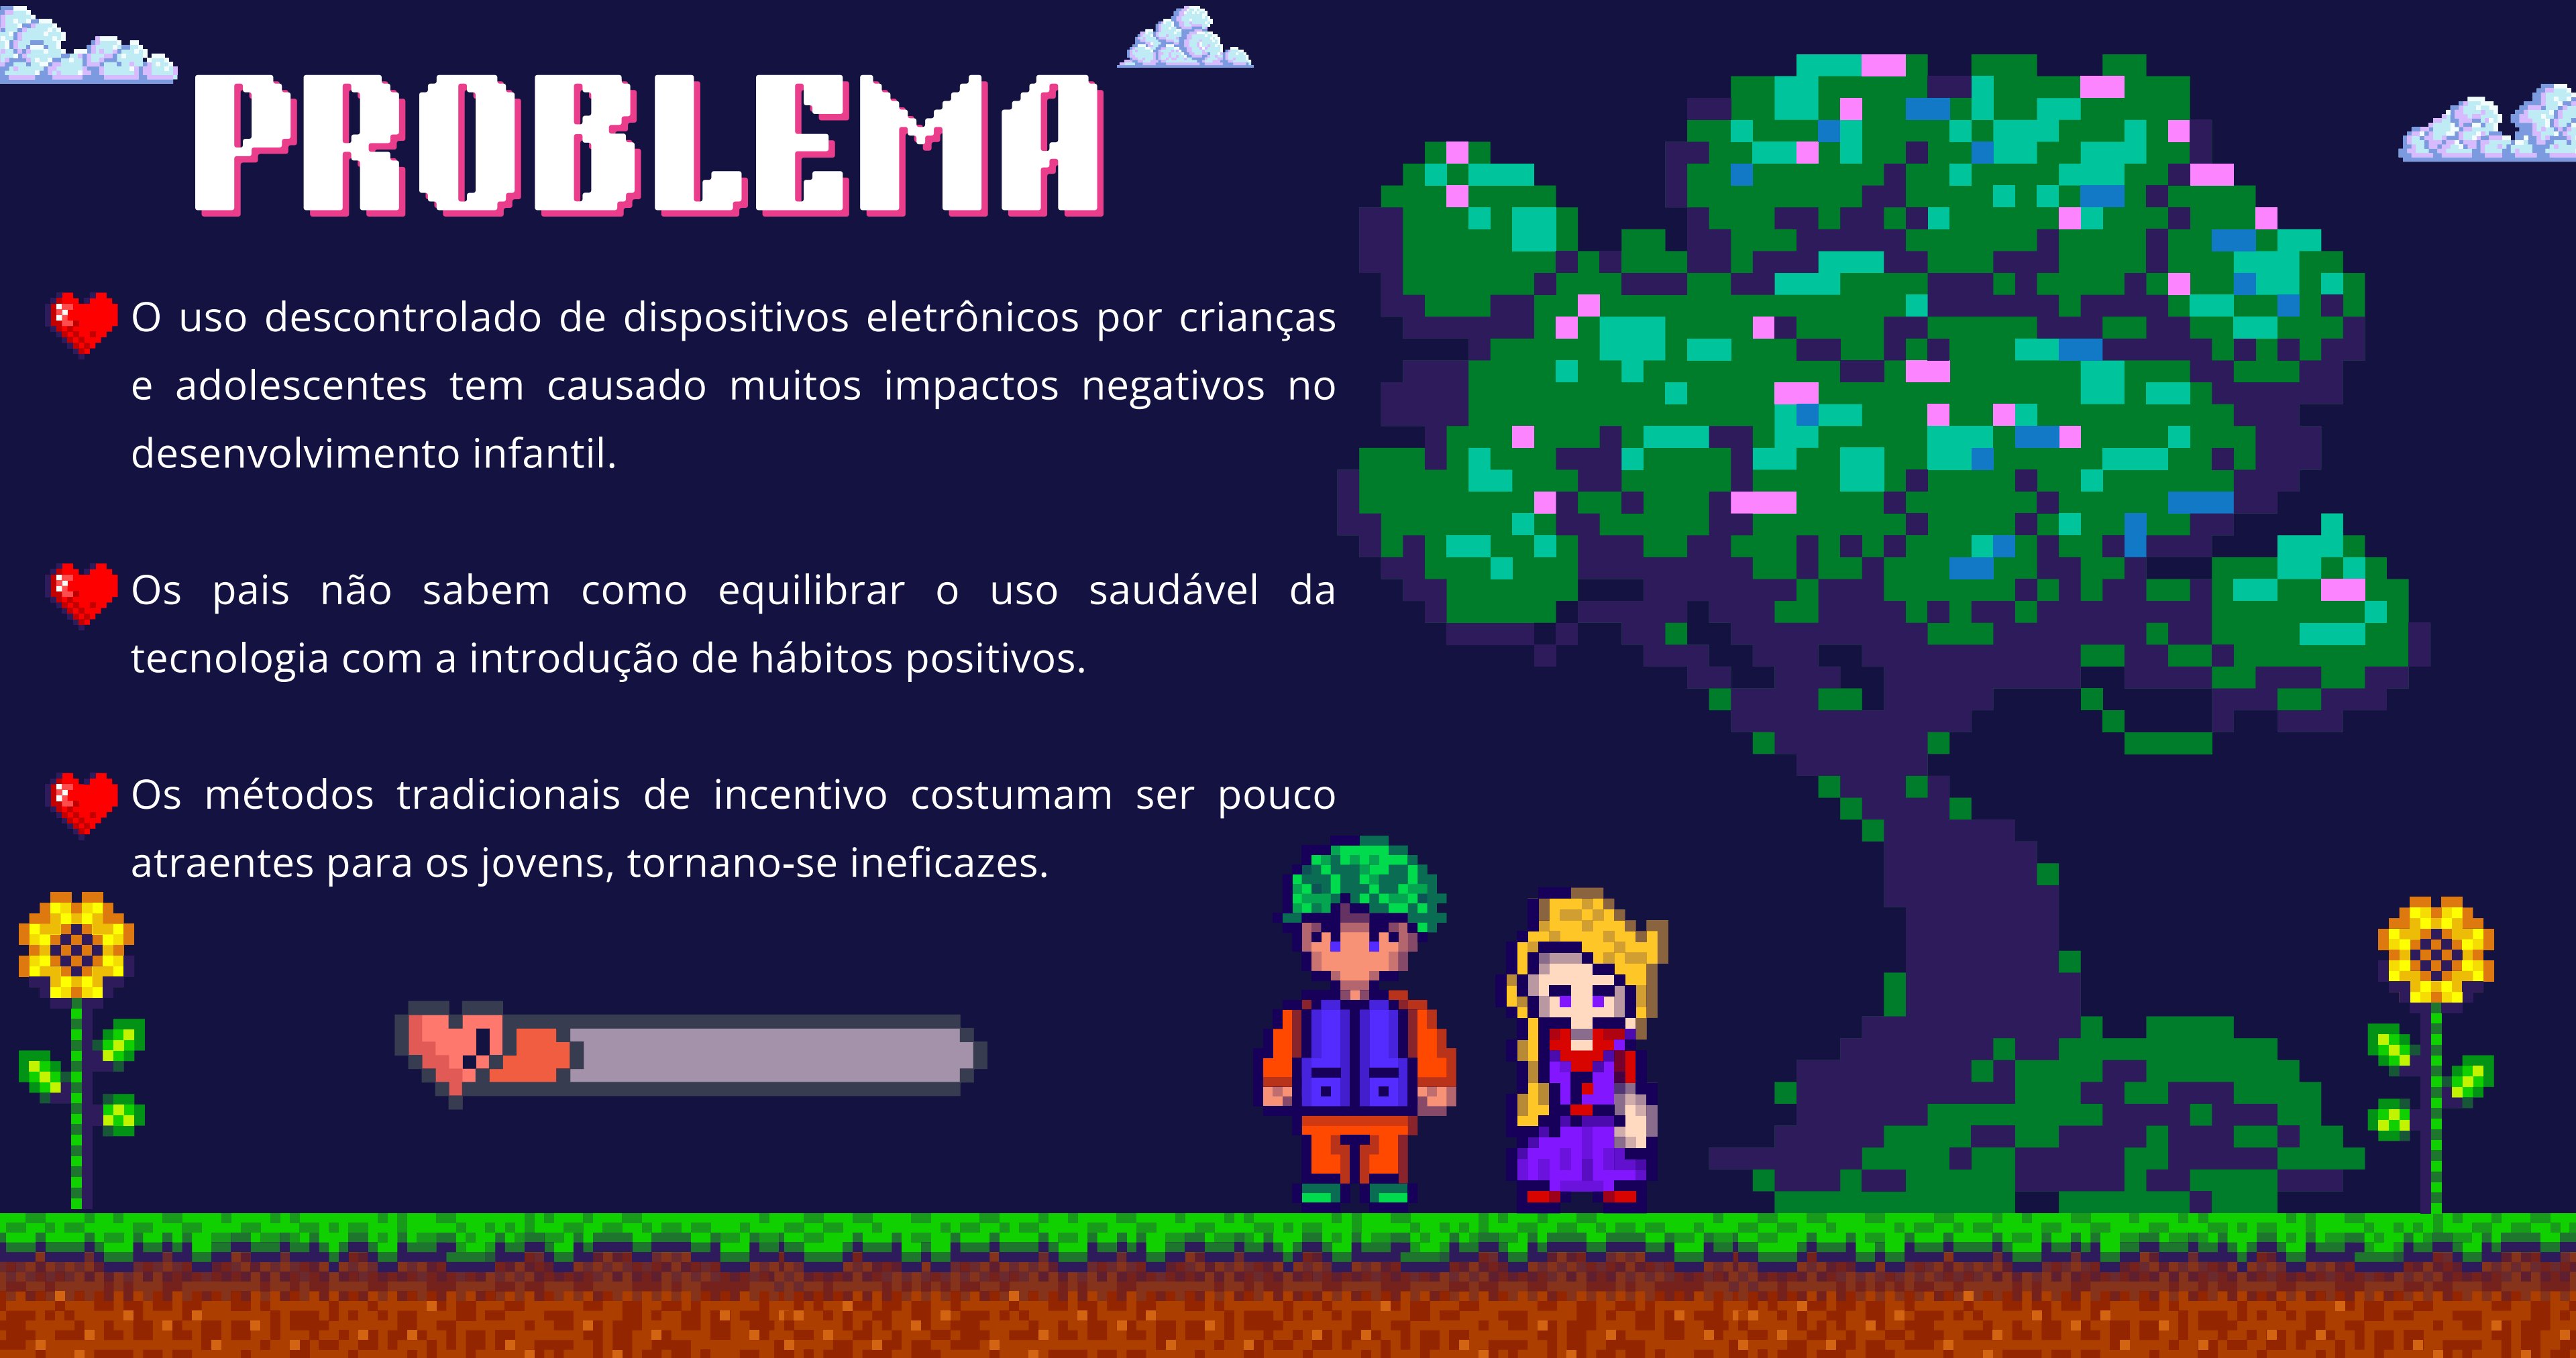 PROBLEMA
O uso descontrolado de dispositivos eletrônicos por crianças
e adolescentes tem causado muitos impactos negativos no
desenvolvimento infantil.
Os pais não sabem como equilibrar o uso saudável da
tecnologia com a introdução de hábitos positivos.
Os métodos tradicionais de incentivo costumam ser pouco
atraentes para os jovens, tornano-se ineficazes.